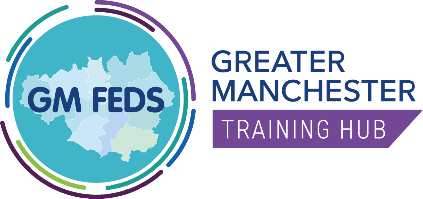 GM FEDS
GREATER
MANCHESTER
TRAINING HUB